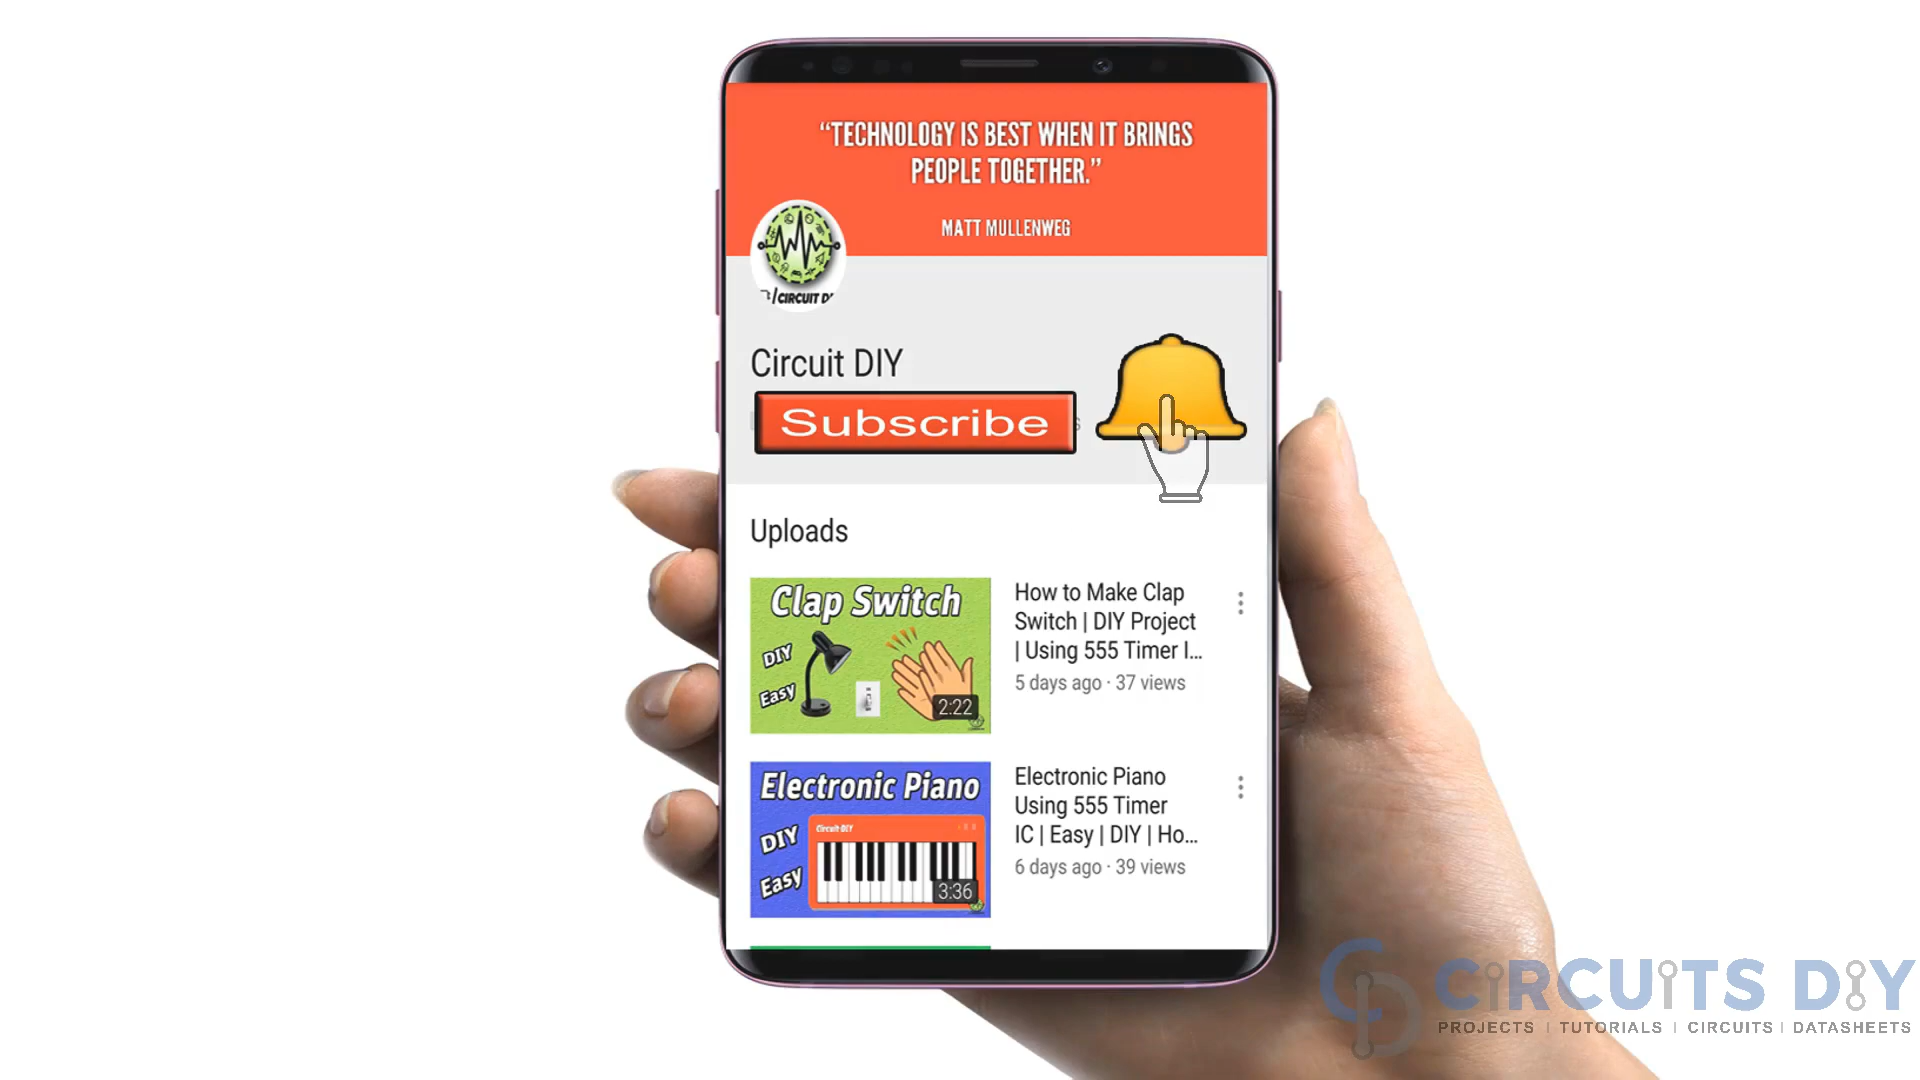 “TECHNOLOGY IS BEST WHEN IT BRINGS
PEOPLE TOGETHER.”
MATT MULLENWEG
/CIRCUIT D
Circuit DIY
Subscribe
Uploads
Clap Switch
DIY
Easy
2:22
How to Make Clap
Switch | DIY Project
| Using 555 Timer I...
5 days ago · 37 views
Electronic Piano
DIY
Easy
Circuit DIY
3:36
Electronic Piano
Using 555 Timer
IC | Easy | DIY | Ho...
6 days ago · 39 views
CIRCUITS DIY
PROJECTS | TUTORIALS | CIRCUITS | DATASHEETS